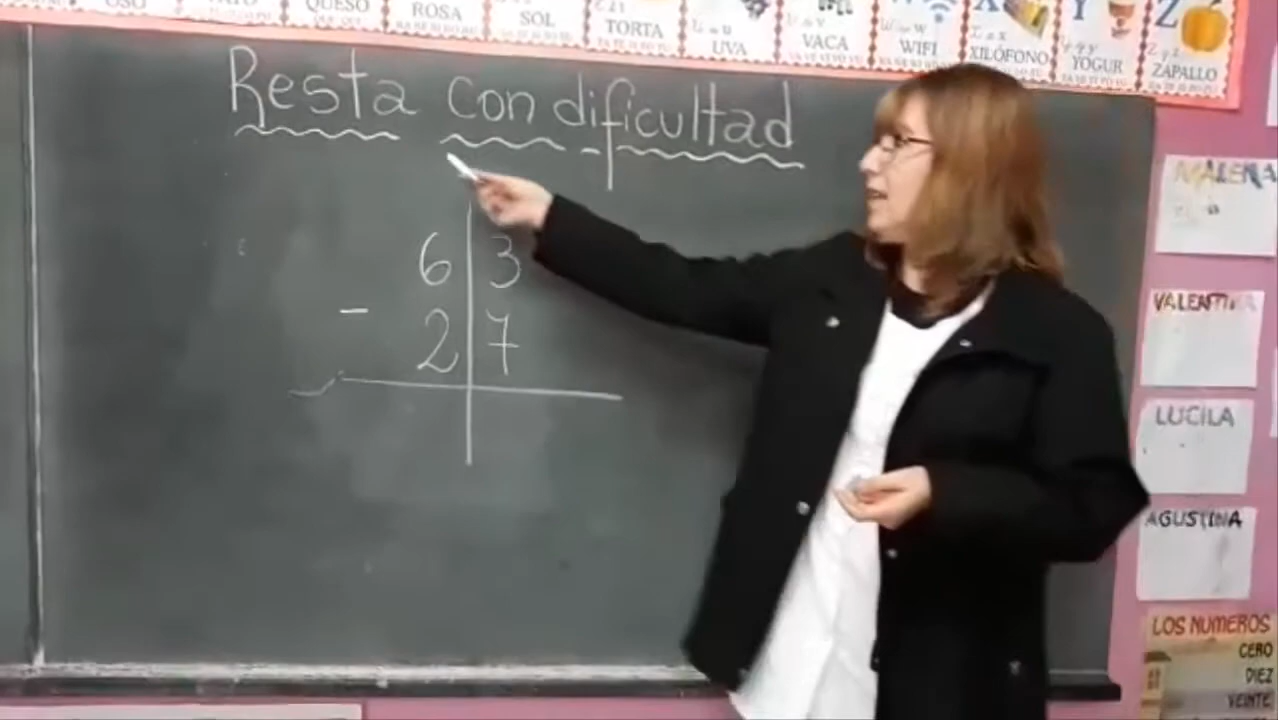 OSO QUESO ROSA SOL TORTA UVA VACA WIFI XILÓFONO YOGUR ZAPALLO
Resta con dificultad
6 3
- 2 7
MALENA
VALENTINA
LUCILA
AGUSTINA
LOS NUMEROS
CERO
DIEZ
VEINTE